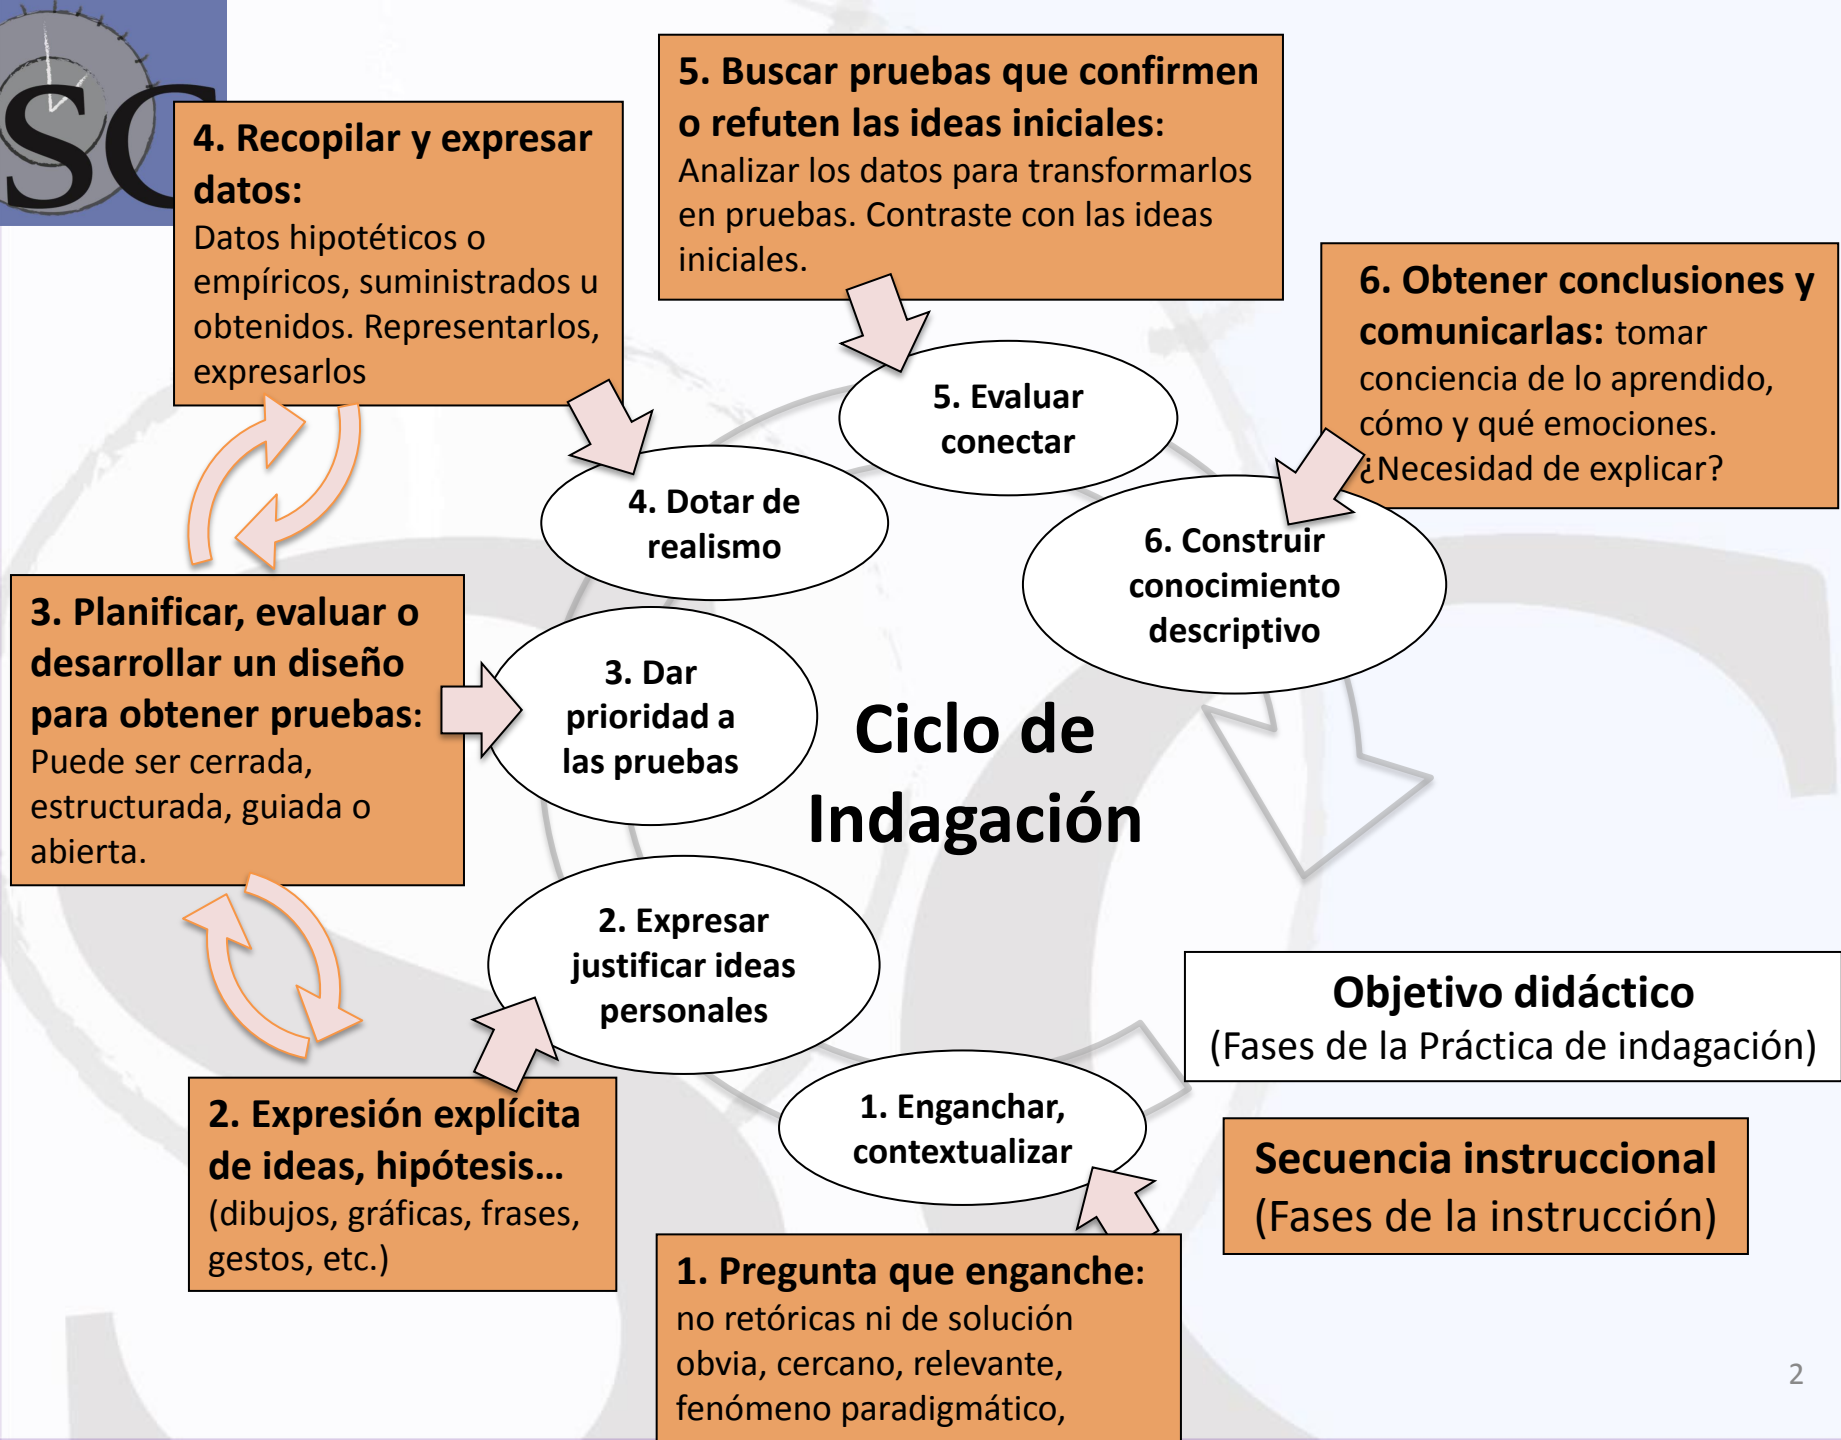 SC
5. Buscar pruebas que confirmen
o refuten las ideas iniciales:
Analizar los datos para transformarlos
en pruebas. Contraste con las ideas
iniciales.
4. Recopilar y expresar
datos:
Datos hipotéticos o
empíricos, suministrados u
obtenidos. Representarlos,
expresarlos
6. Obtener conclusiones y
comunicarlas: tomar
conciencia de lo aprendido,
cómo y qué emociones.
¿Necesidad de explicar?
5. Evaluar
conectar
4. Dotar de
realismo
6. Construir
conocimiento
descriptivo
3. Planificar, evaluar o
desarrollar un diseño
para obtener pruebas:
Puede ser cerrada,
estructurada, guiada o
abierta.
3. Dar
prioridad a
las pruebas
Ciclo de
Indagación
2. Expresar
justificar ideas
personales
Objetivo didáctico
(Fases de la Práctica de indagación)
1. Enganchar,
contextualizar
2. Expresión explícita
de ideas, hipótesis...
(dibujos, gráficas, frases,
gestos, etc.)
Secuencia instruccional
(Fases de la instrucción)
1. Pregunta que enganche:
no retóricas ni de solución
obvia, cercano, relevante,
fenómeno paradigmático,
2